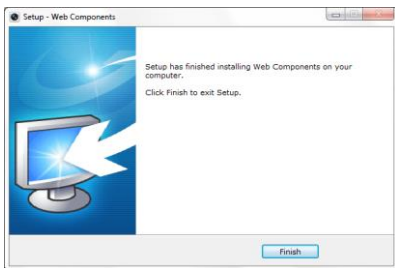 Setup - Web Components
Setup has finished installing Web Components on your
computer.
Click Finish to exit Setup.
Finish